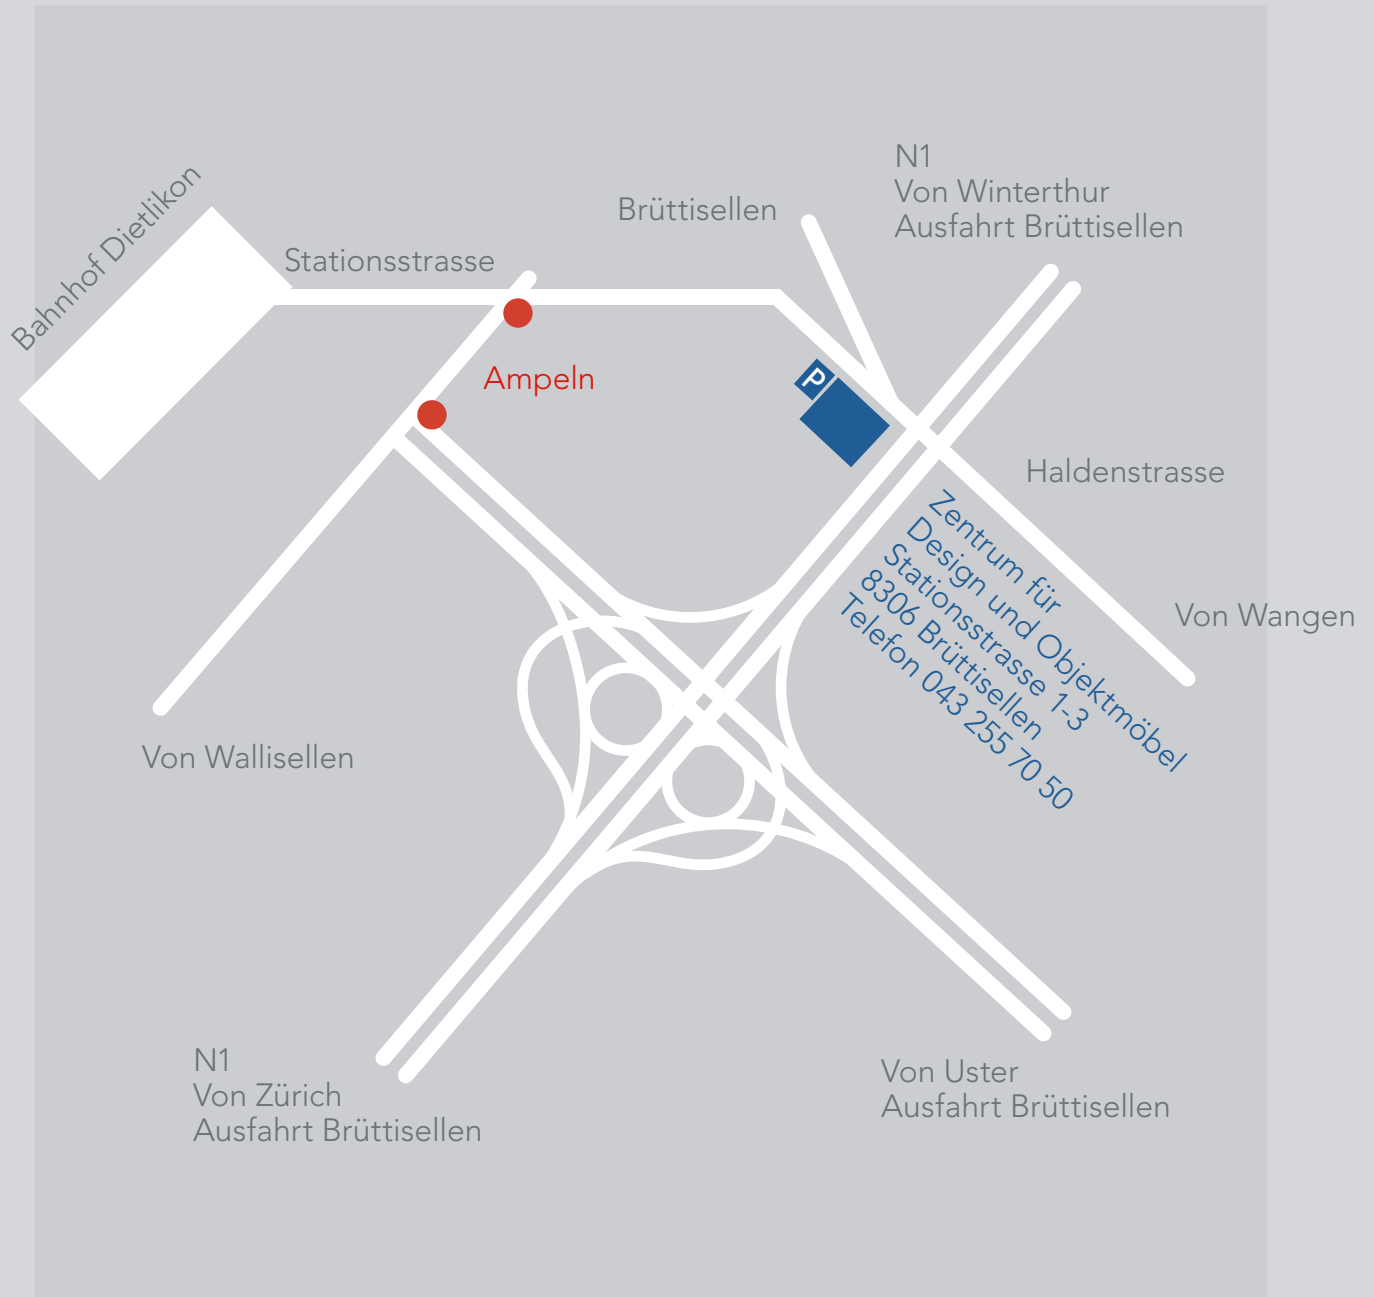 N1
Von Winterthur
Ausfahrt Brüttisellen
Brüttisellen
Bahnhof Dietlikon
Stationsstrasse
P
Ampeln
Haldenstrasse
Zentrum für
Design und Objektmöbel
Stationsstrasse 1-3
8306 Brüttisellen
Telefon 043 255 70 50
Von Wangen
Von Wallisellen
N1
Von Zürich
Ausfahrt Brüttisellen
Von Uster
Ausfahrt Brüttisellen